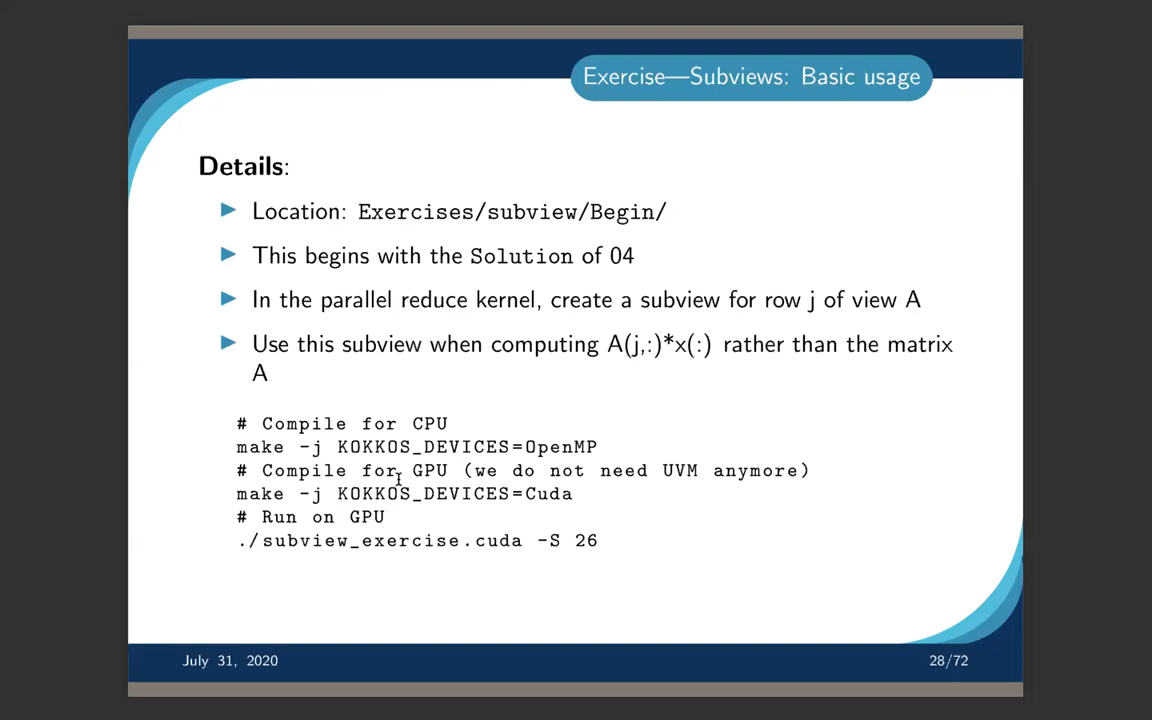 Exercise—Subviews: Basic usage
Details:
Location: Exercises/subview/Begin/
This begins with the Solution of 04
In the parallel reduce kernel, create a subview for row j of view A
Use this subview when computing A(j,:)*x(:) rather than the matrix
A
# Compile for CPU
make -j KOKKOS_DEVICES=OpenMP
# Compile for GPU (we do not need UVM anymore)
make -j KOKKOS_DEVICES=Cuda
# Run on GPU
./subview_exercise.cuda -S 26
July 31, 2020
28/72